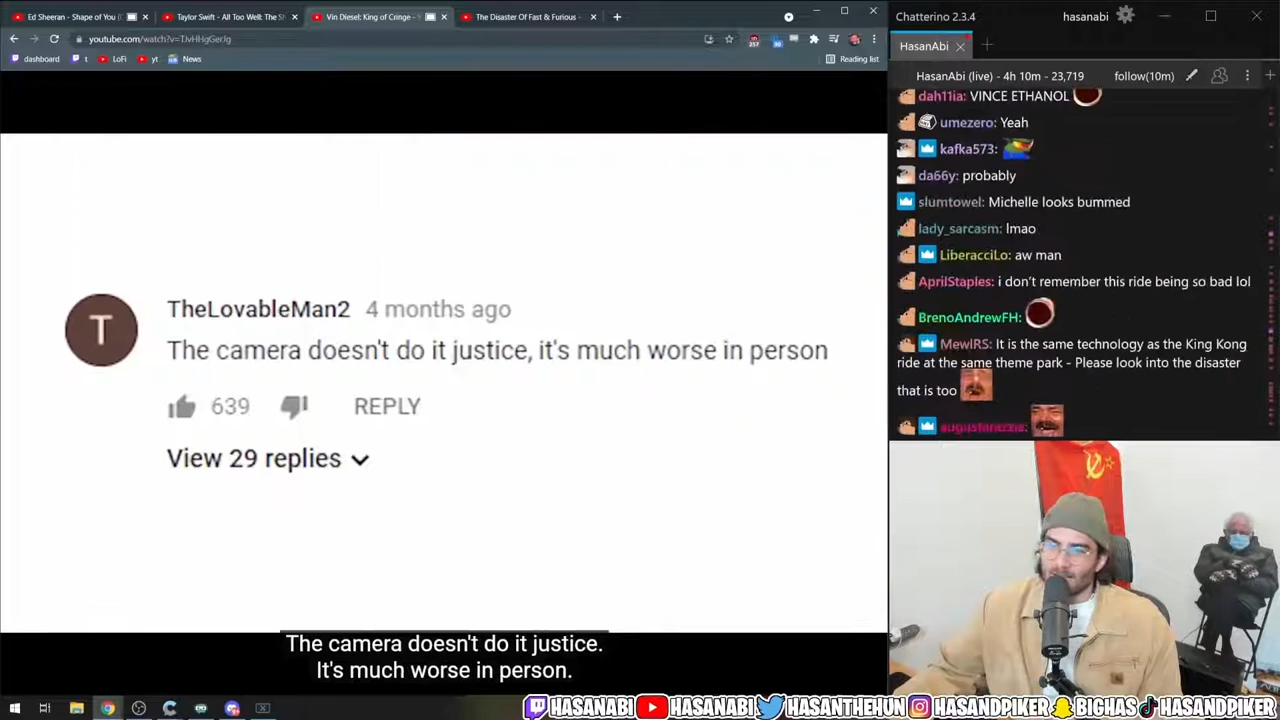 Ed Sheeran - Shape of You (
Taylor Swift - All Too Well: The S
Vin Diesel: King of Cringe -
The Disaster Of Fast & Furious -
youtube.com/watch?v=TJvHHgGerJg
257
90
dashboard
t
LoFi
yt
News
Reading list
T
TheLovableMan2 4 months ago
The camera doesn't do it justice, it's much worse in person
639
REPLY
View 29 replies
The camera doesn't do it justice.
It's much worse in person.
Chatterino 2.3.4
hasanabi
HasanAbi
HasanAbi (live) - 4h 10m - 23,719
follow(10m)
dah11ia: VINCE ETHANOL
umezero: Yeah
kafka573:
da66y: probably
slumtowel: Michelle looks bummed
lady_sarcasm: lmao
LiberacciLo: aw man
AprilStaples: i don't remember this ride being so bad lol
BrenoAndrewFH:
MewIRS: It is the same technology as the King Kong
ride at the same theme park - Please look into the disaster
that is too
HASANABI
HASANABI
HASANTHEHUN
HASANDPIKER
BIGHAS
HASANDPIKER